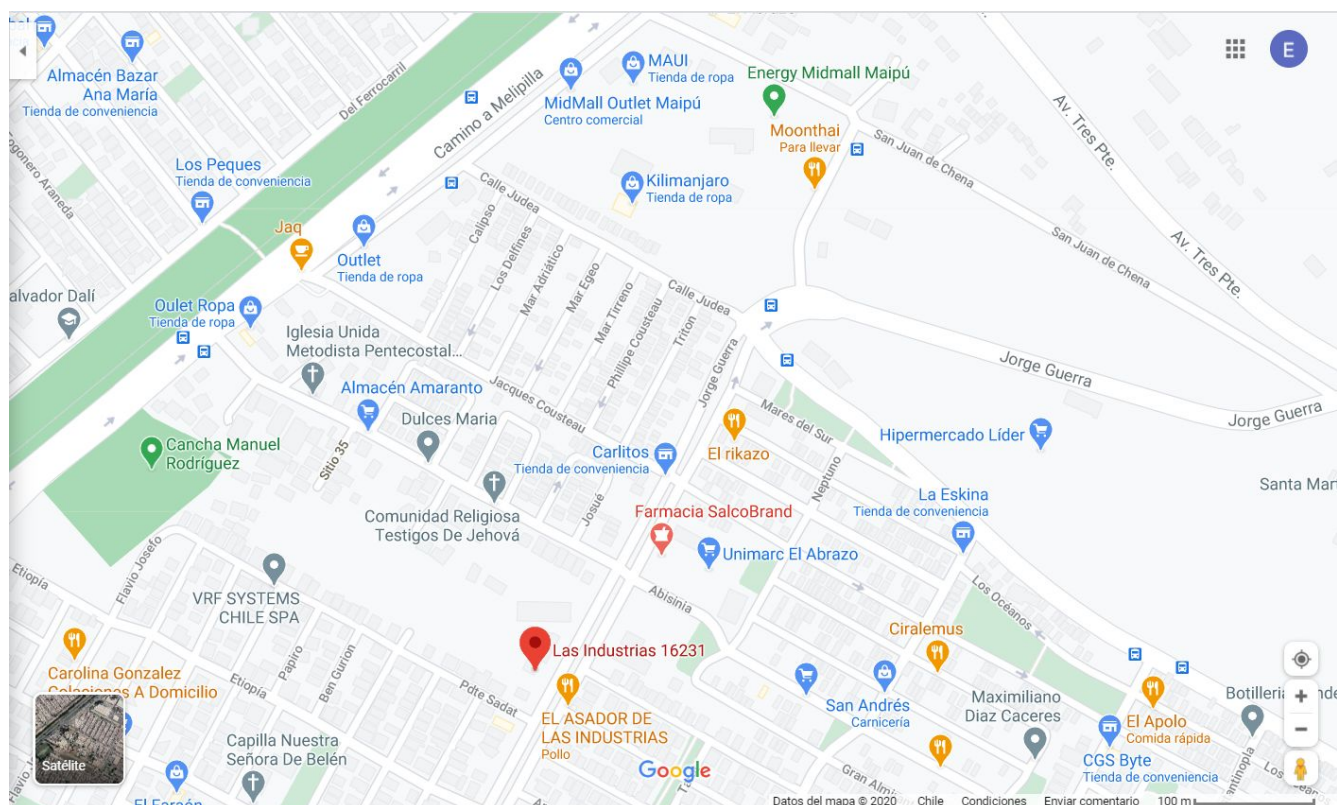 Almacén Bazar
Ana María
Tienda de conveniencia
Del Ferrocarril
Camino a Melipilla
MAUI
Tienda de ropa
MidMall Outlet Maipú
Centro comercial
Energy Midmall Maipú
Moonthai
Para llevar
E
Av. Tres Pte.
San Juan de Chena
San Juan de Chena
Av. Tres Pte.
Los Peques
Tienda de conveniencia
Kilimanjaro
Tienda de ropa
Calle Judea
Calipso
Los Delfines
Mar Adriático
Mar Egeo
Mar Tirreno
Phillipe Cousteau
Triton
Calle Judea
Jaq
Outlet
Tienda de ropa
alvador Dalí
Oulet Ropa
Tienda de ropa
Iglesia Unida
Metodista Pentecostal...
Jorge Guerra
Jorge Guerra
Jorge Guerra
Jacques Cousteau
Almacén Amaranto
Dulces Maria
Mares del Sur
Cancha Manuel
Rodríguez
Sitio 35
Carlitos
Tienda de conveniencia
El rikazo
Hipermercado Líder
Neptuno
Santa Mar
La Eskina
Tienda de conveniencia
Josué
Farmacia SalcoBrand
Comunidad Religiosa
Testigos De Jehová
Unimarc El Abrazo
Etiopía
Flavio Josefo
VRF SYSTEMS
CHILE SPA
Abisinia
Los Océanos
Ciralemus
Las Industrias 16231
Carolina Gonzalez
Colaciones A Domicilio
Etiopía
Papiro
Ben Gurion
Pdte Sadat
EL ASADOR DE
LAS INDUSTRIAS
Pollo
San Andrés
Carnicería
Maximiliano
Diaz Caceres
El Apolo
Comida rápida
Botilleria
CGS Byte
Tienda de conveniencia
Satélite
Capilla Nuestra
Señora De Belén
El Faraón
Google
Gran Almi
Datos del mapa © 2020 Chile Condiciones Enviar comentario 100 m